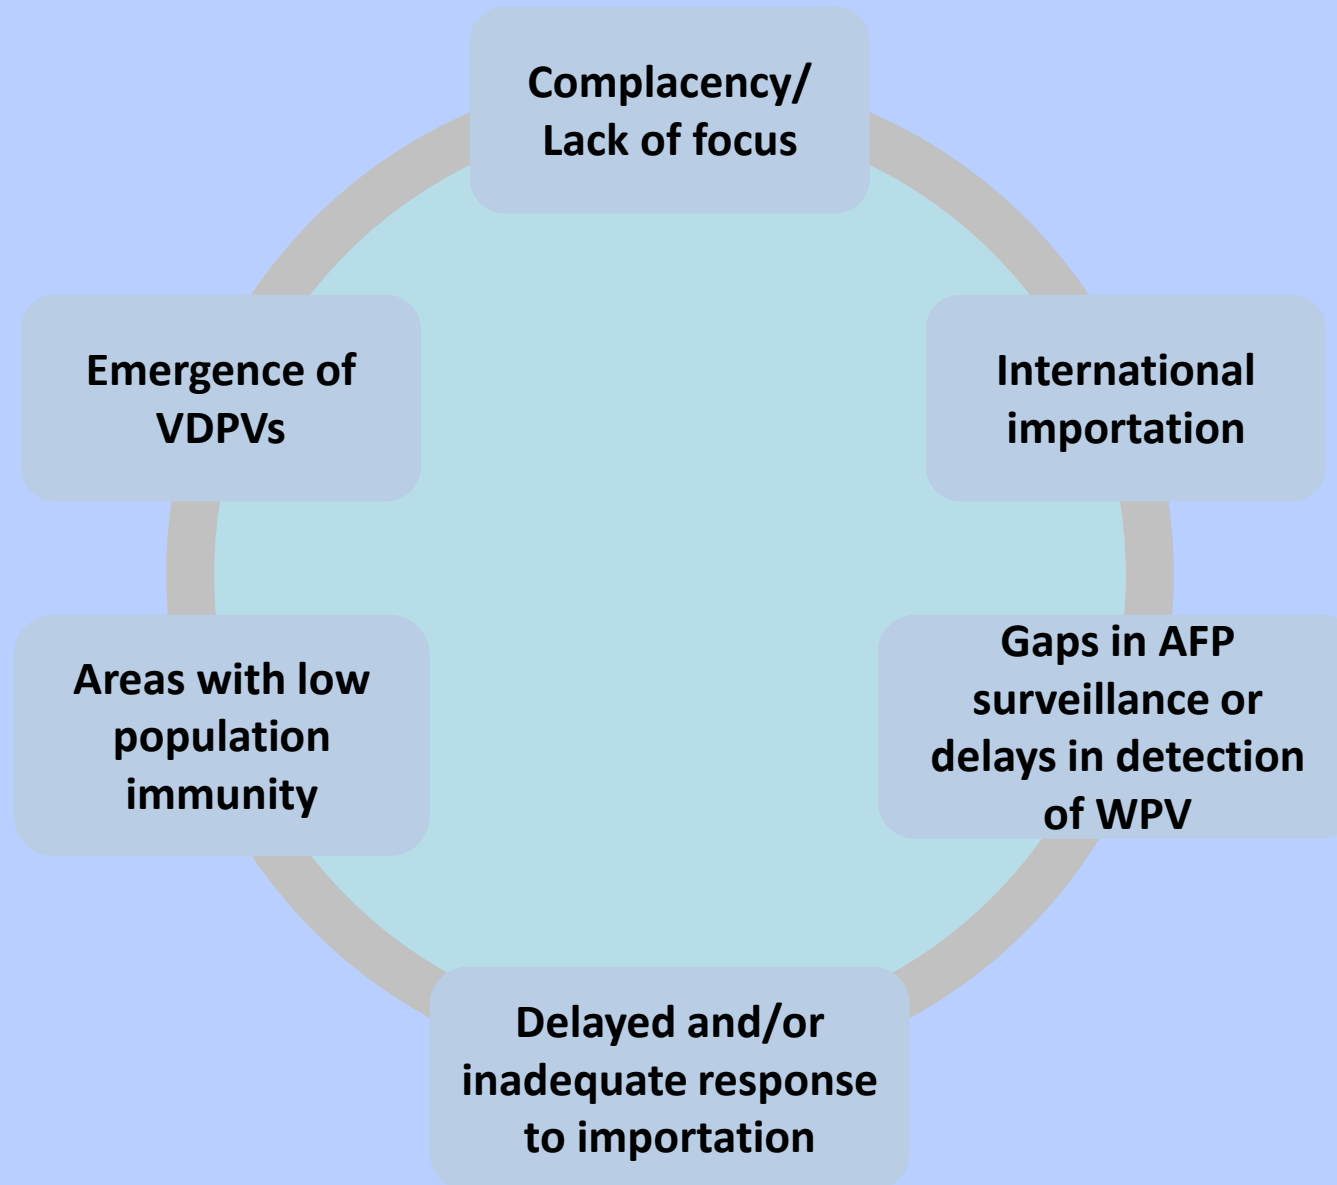 Complacency/
Lack of focus
International
importation
Gaps in AFP
surveillance or
delays in detection
of WPV
Delayed and/or
inadequate response
to importation
Areas with low
population
immunity
Emergence of
VDPVs